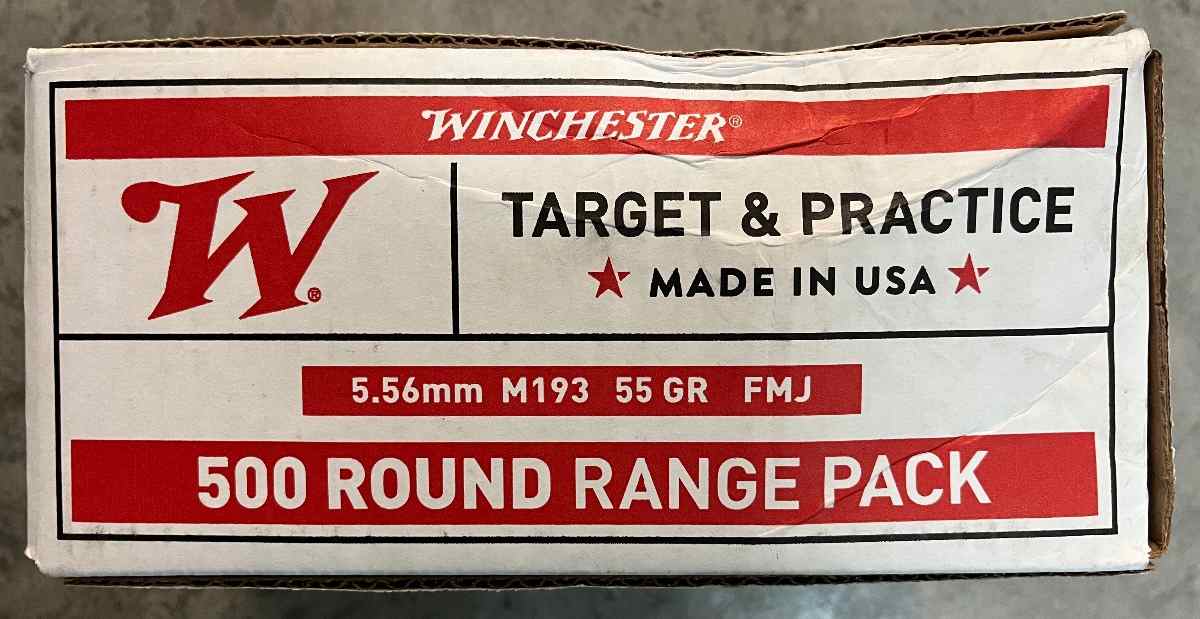 WINCHESTER®
W®
TARGET & PRACTICE
★ MADE IN USA ★
5.56mm M193 55 GR FMJ
500 ROUND RANGE PACK